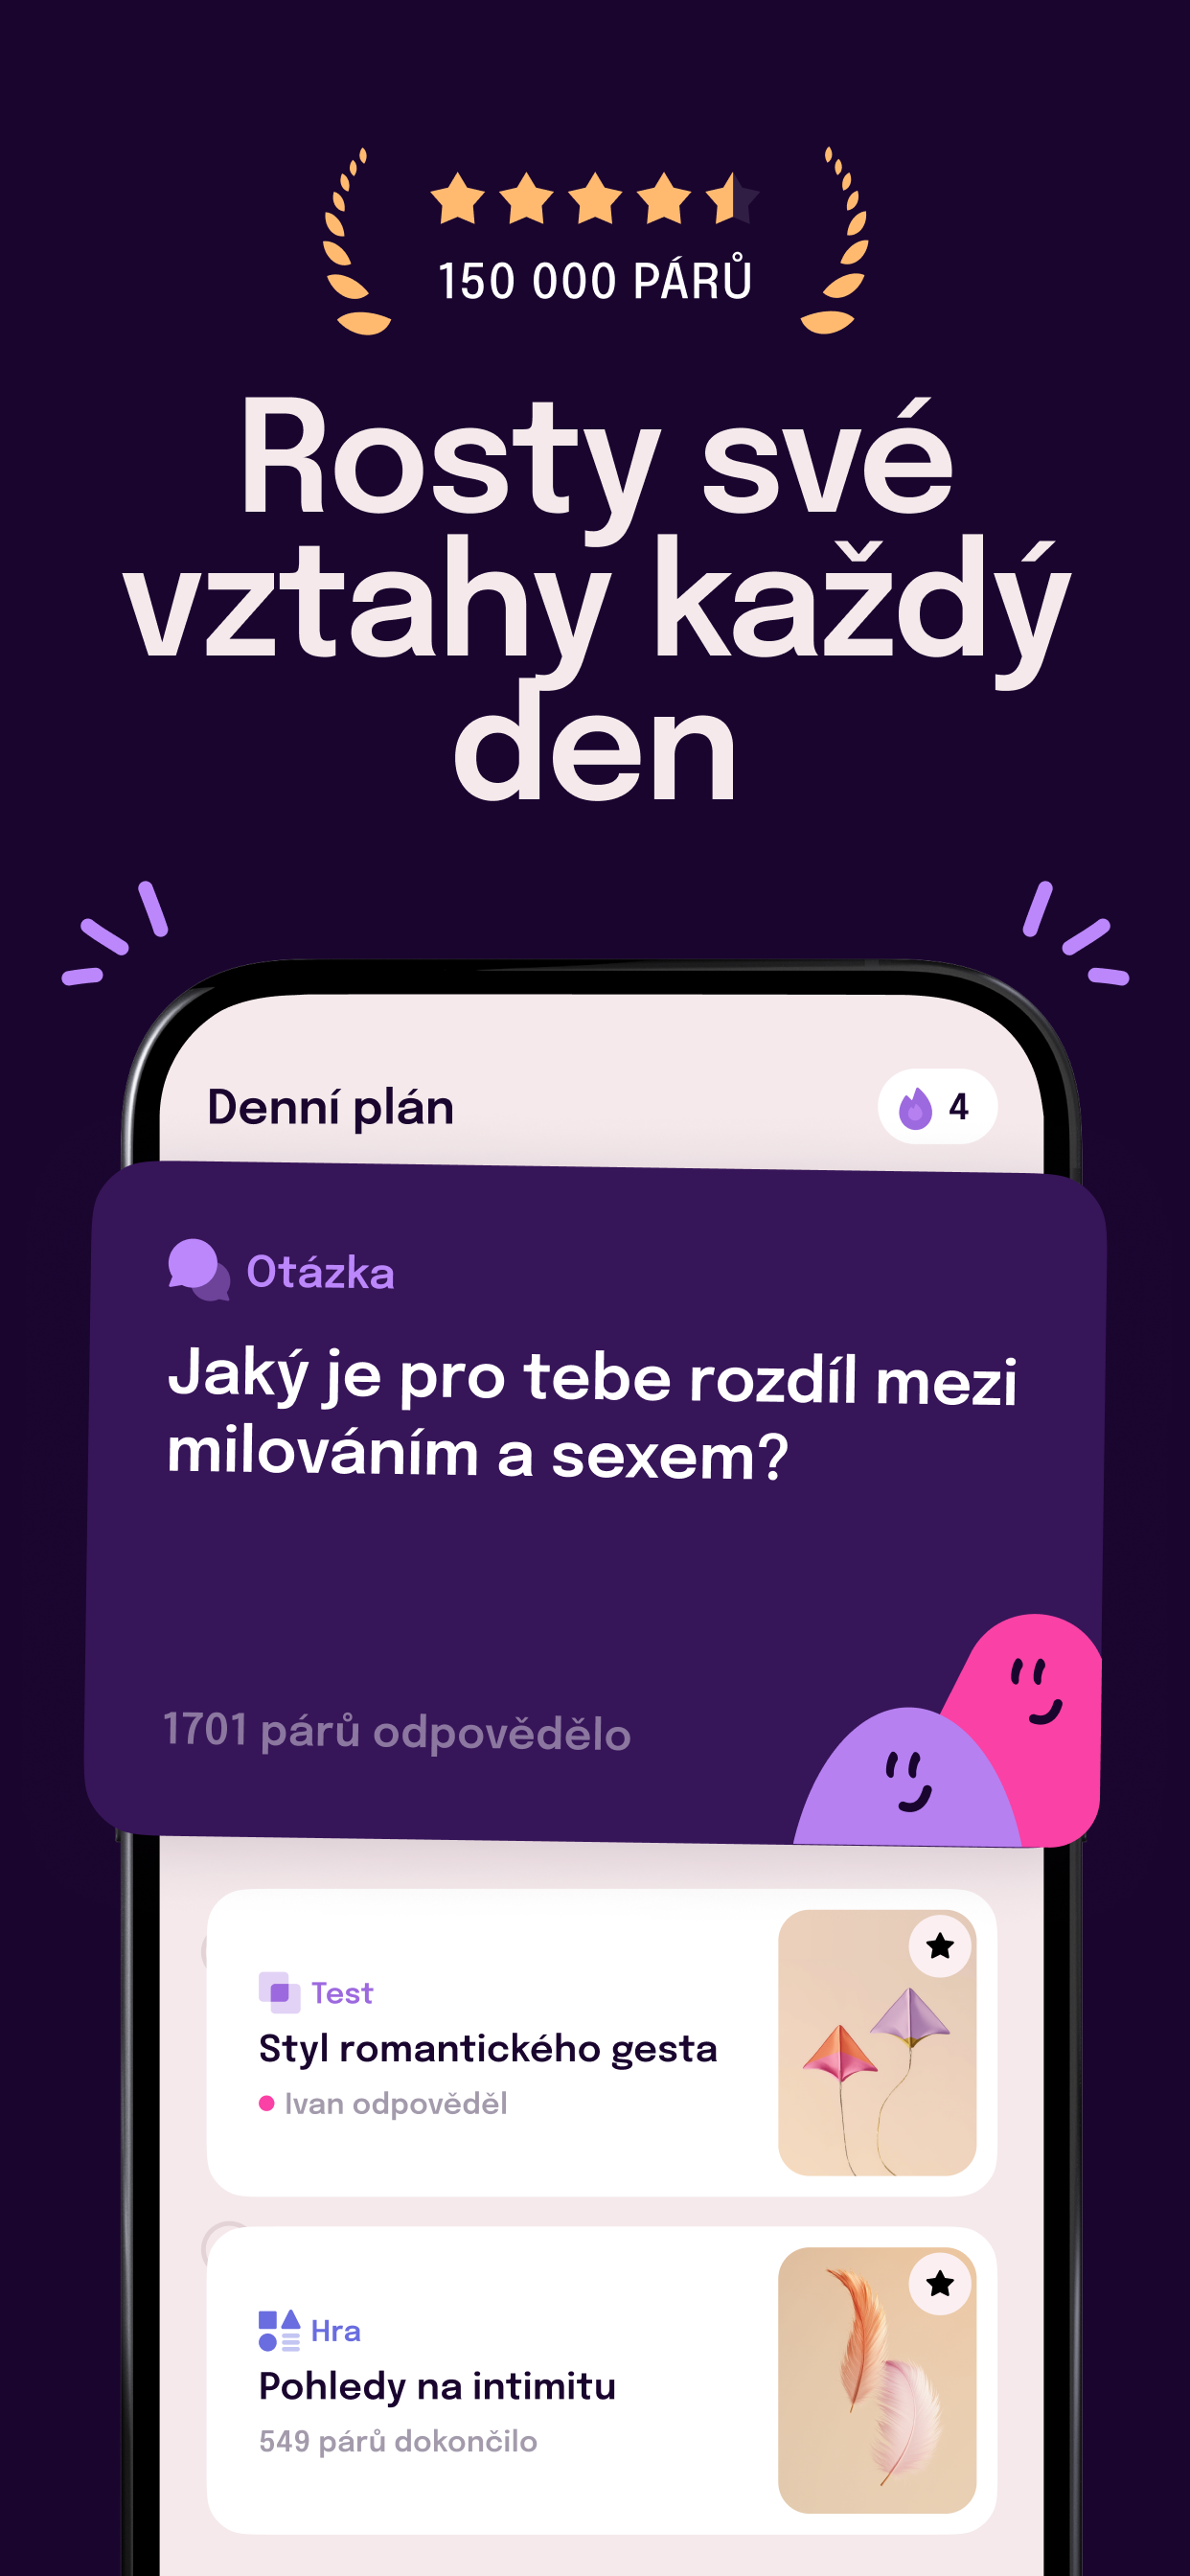 150 000 PÁRŮ
Rosty své
vztahy každý
den
Denní plán
4
Otázka
Jaký je pro tebe rozdíl mezi
milováním a sexem?
1701 párů odpovědělo
Test
Styl romantického gesta
Ivan odpověděl
Hra
Pohledy na intimitu
549 párů dokončilo